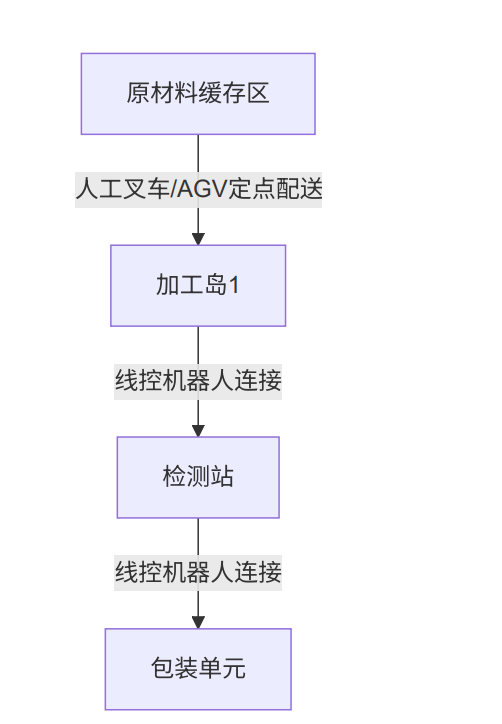 原材料缓存区
人工叉车/AGV定点配送
加工岛1
线控机器人连接
检测站
线控机器人连接
包装单元